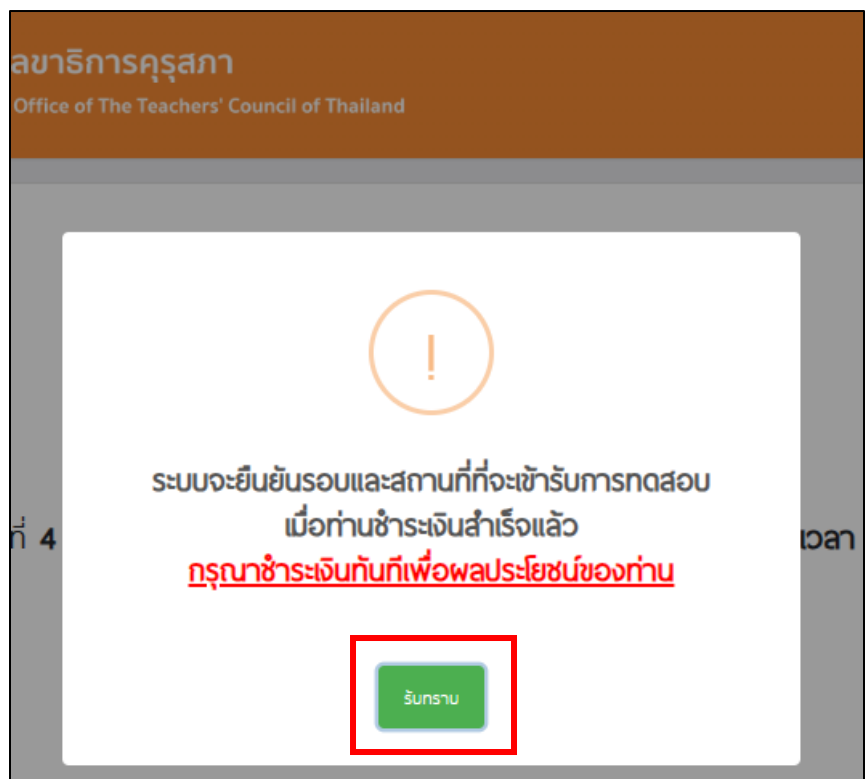 ลขาธิการคุรุสภา
Office of The Teachers' Council of Thailand
!
ระบบจะยืนยันรอบและสถานที่ที่จะเข้ารับการทดสอบ
เมื่อท่านชำระเงินสำเร็จแล้ว
ที่ 4
เวลา
กรุณาชำระเงินทันทีเพื่อผลประโยชน์ของท่าน
รับทราบ